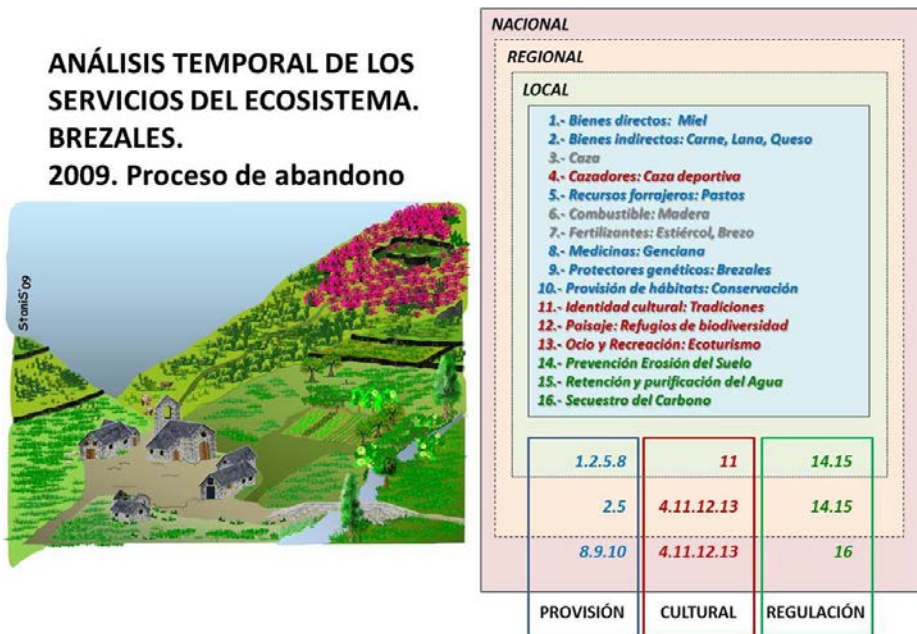 ANÁLISIS TEMPORAL DE LOS
SERVICIOS DEL ECOSISTEMA.
BREZALES.
2009. Proceso de abandono
StaniS'09
NACIONAL
REGIONAL
LOCAL
1.- Bienes directos: Miel
2.- Bienes indirectos: Carne, Lana, Queso
3.- Caza
4.- Cazadores: Caza deportiva
5.- Recursos forrajeros: Pastos
6.- Combustible: Madera
7.- Fertilizantes: Estiércol, Brezo
8.- Medicinas: Genciana
9.- Protectores genéticos: Brezales
10.- Provisión de hábitats: Conservación
11.- Identidad cultural: Tradiciones
12.- Paisaje: Refugios de biodiversidad
13.- Ocio y Recreación: Ecoturismo
14.- Prevención Erosión del Suelo
15.- Retención y purificación del Agua
16.- Secuestro del Carbono
1.2.5.8 11 14.15
2.5 4.11.12.13 14.15
8.9.10 4.11.12.13 16
PROVISIÓN CULTURAL REGULACIÓN